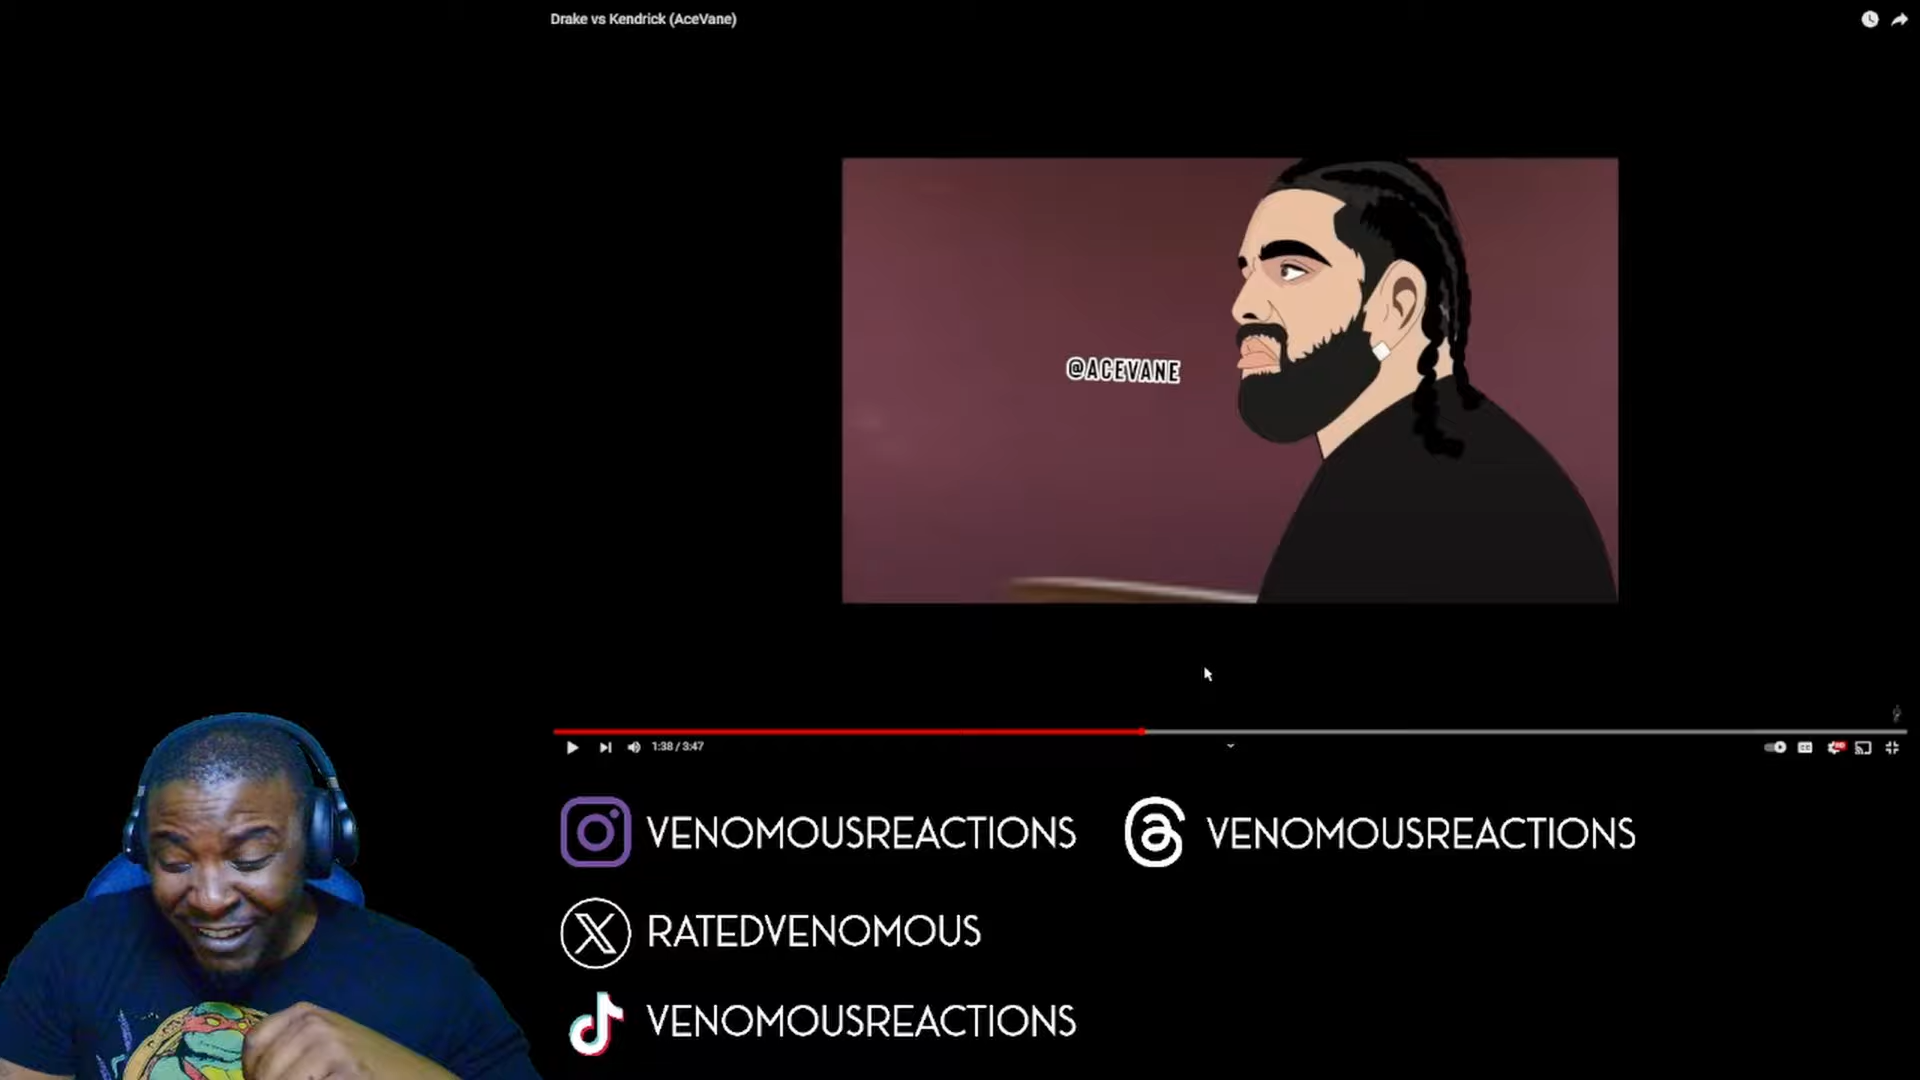 Drake vs Kendrick (AceVane)
@ACEVANE
1:38 / 3:47
VENOMOUSREACTIONS
VENOMOUSREACTIONS
RATEDVENOMOUS
VENOMOUSREACTIONS